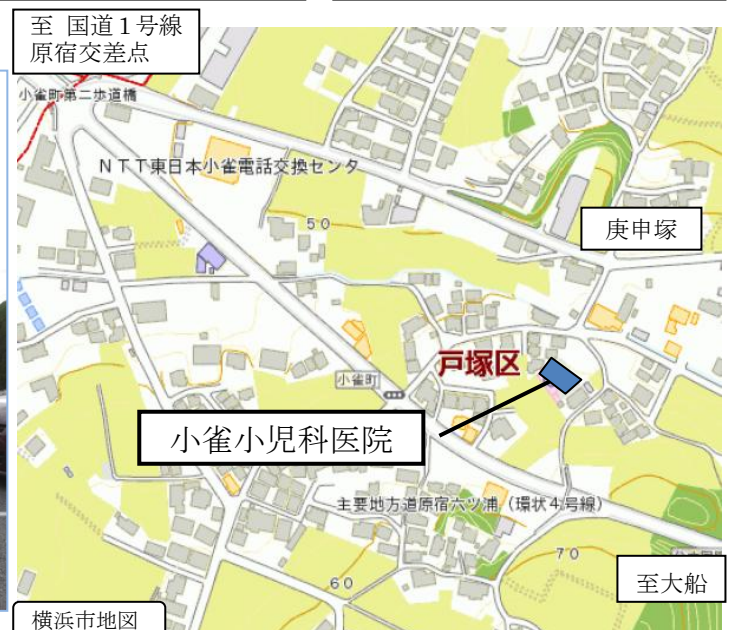 至 国道１号線
原宿交差点
小雀町第二歩道橋
ＮＴＴ東日本小雀電話交換センタ
５０
庚申塚
戸塚区
小雀町
小雀小児科医院
主要地方道原宿六ツ浦（環状４号線）
７０
６０
至大船
横浜市地図